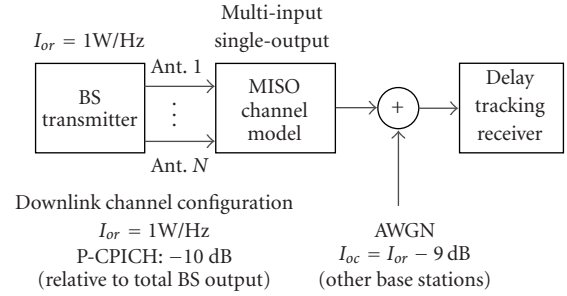 Multi-input
single-output
I_or = 1W/Hz
BS
transmitter
Ant. 1
⋮
Ant. N
MISO
channel
model
+
Delay
tracking
receiver
Downlink channel configuration
I_or = 1W/Hz
P-CPICH: −10 dB
(relative to total BS output)
AWGN
I_oc = I_or − 9 dB
(other base stations)